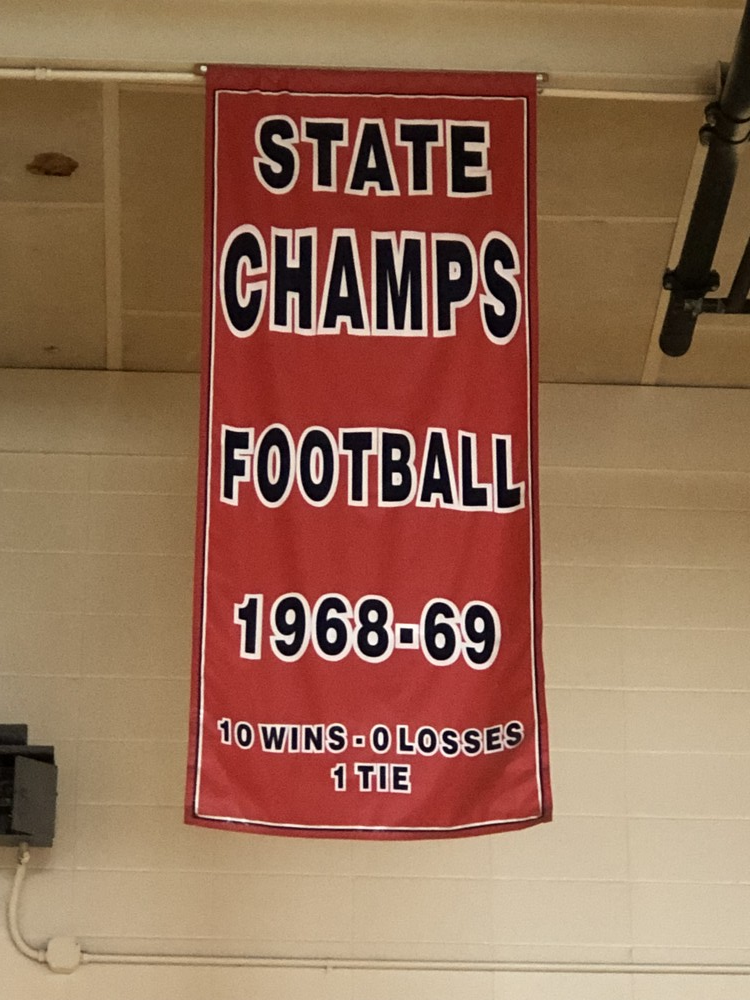 STATE
CHAMPS
FOOTBALL
1968-69
10 WINS - 0 LOSSES
1 TIE